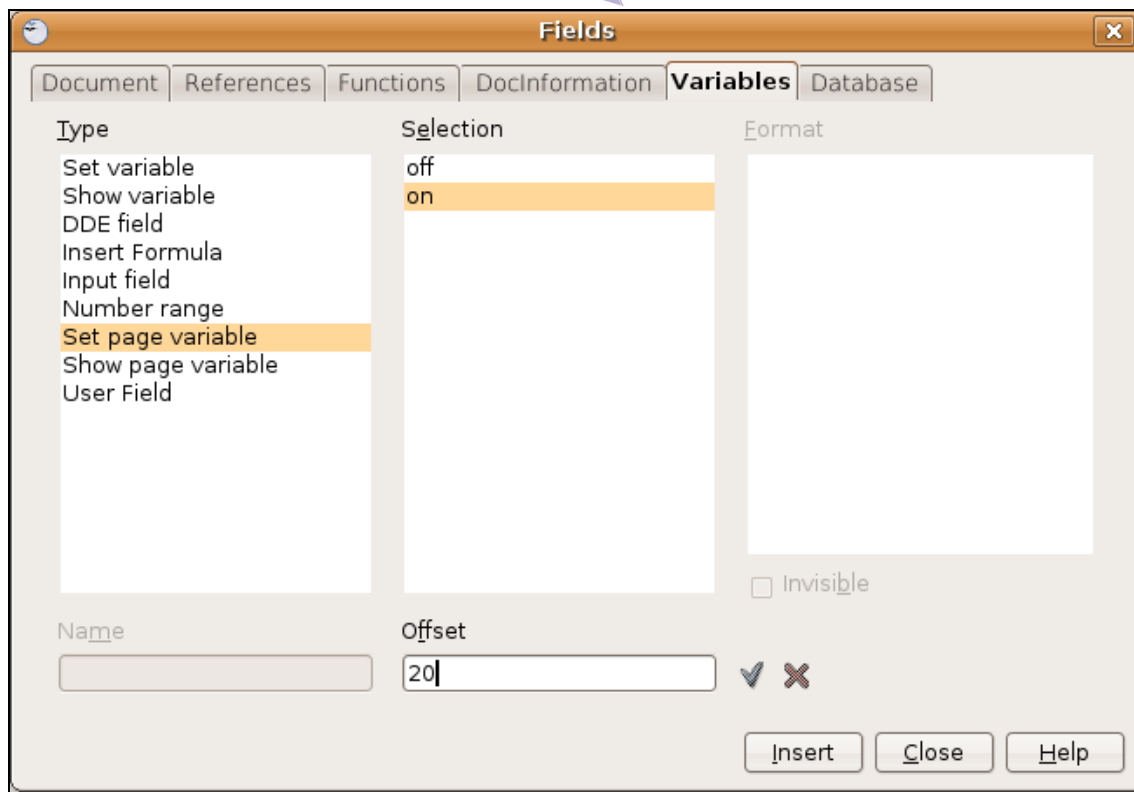 Fields
Document References Functions DocInformation Variables Database
Type
Set variable
Show variable
DDE field
Insert Formula
Input field
Number range
Set page variable
Show page variable
User Field
Selection
off
on
Format
Invisible
Name
Offset
20
Insert Close Help